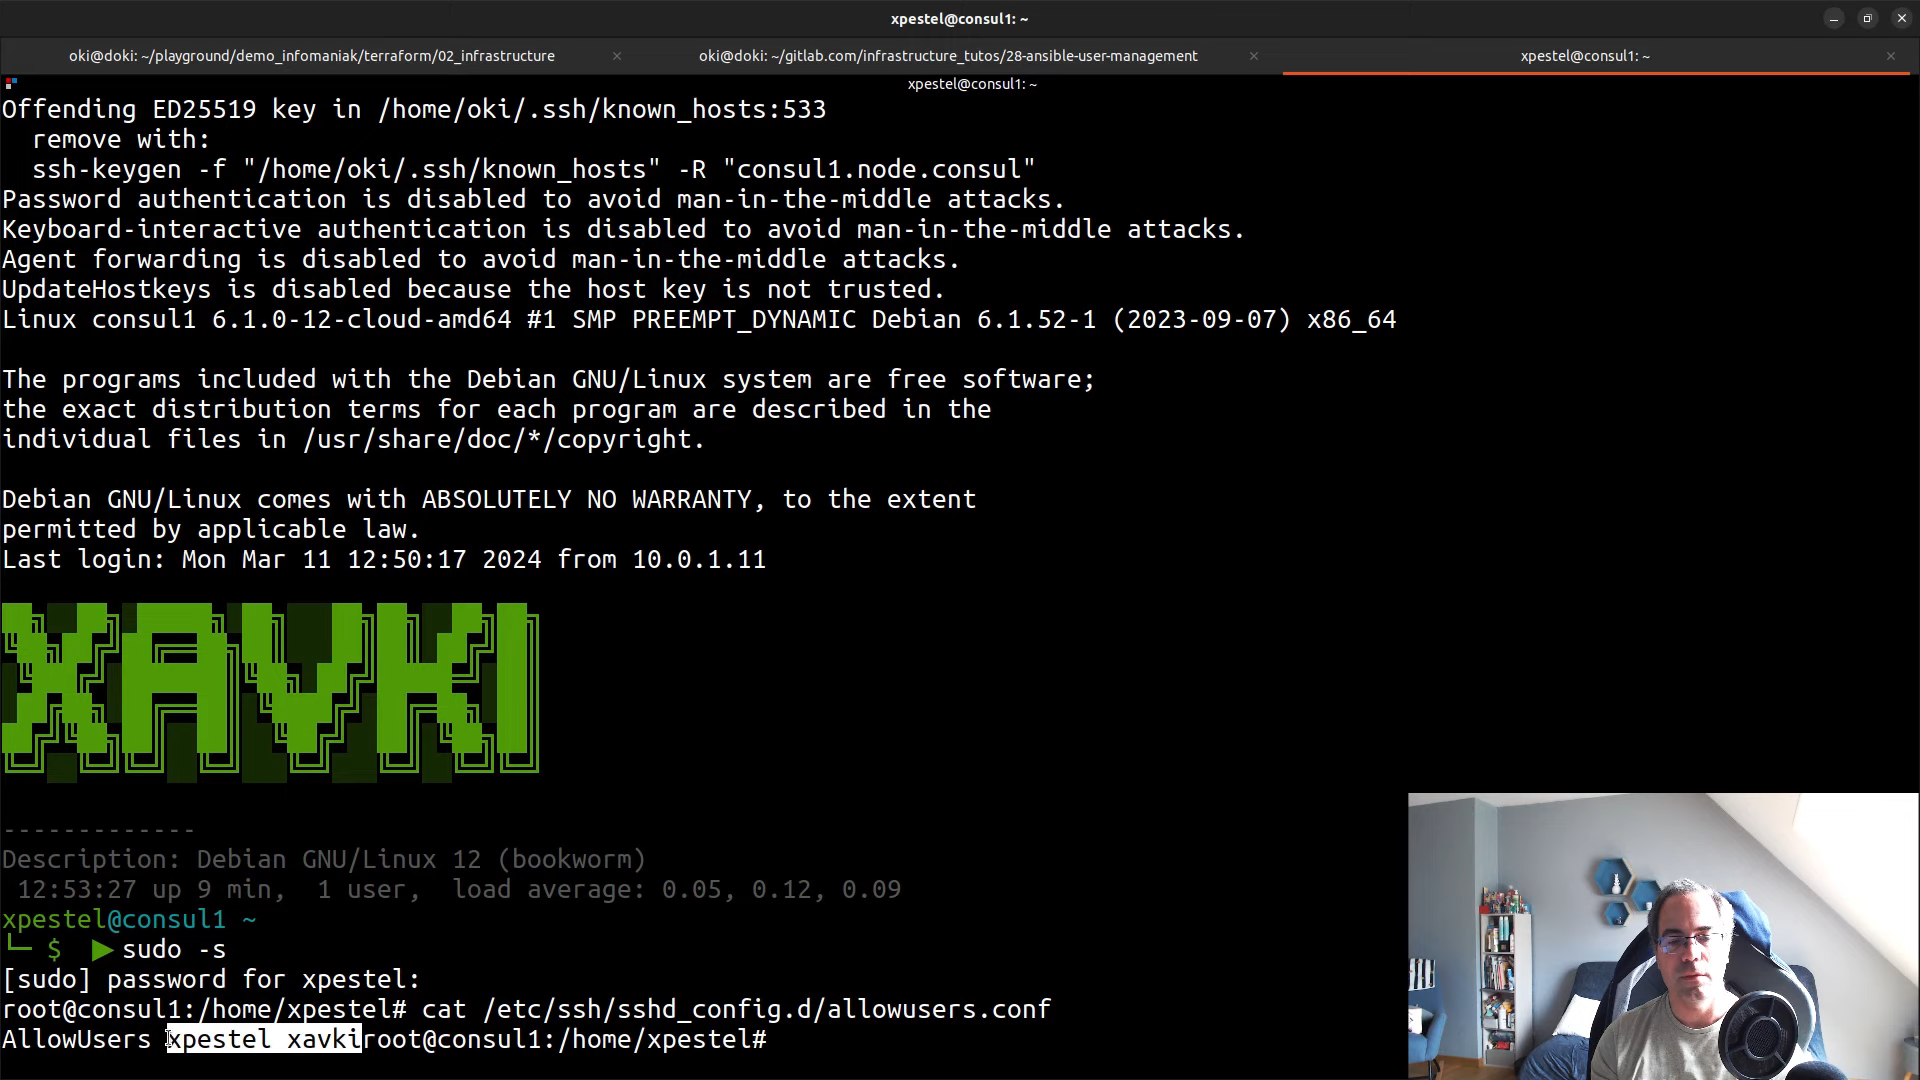 xpestel@consul1: ~
oki@doki: ~/playground/demo_infomaniak/terraform/02_infrastructure
oki@doki: ~/gitlab.com/infrastructure_tutos/28-ansible-user-management
xpestel@consul1: ~
xpestel@consul1: ~
Offending ED25519 key in /home/oki/.ssh/known_hosts:533
remove with:
ssh-keygen -f "/home/oki/.ssh/known_hosts" -R "consul1.node.consul"
Password authentication is disabled to avoid man-in-the-middle attacks.
Keyboard-interactive authentication is disabled to avoid man-in-the-middle attacks.
Agent forwarding is disabled to avoid man-in-the-middle attacks.
UpdateHostkeys is disabled because the host key is not trusted.
Linux consul1 6.1.0-12-cloud-amd64 #1 SMP PREEMPT_DYNAMIC Debian 6.1.52-1 (2023-09-07) x86_64
The programs included with the Debian GNU/Linux system are free software;
the exact distribution terms for each program are described in the
individual files in /usr/share/doc/*/copyright.
Debian GNU/Linux comes with ABSOLUTELY NO WARRANTY, to the extent
permitted by applicable law.
Last login: Mon Mar 11 12:50:17 2024 from 10.0.1.11
XAVKI
-------------
Description: Debian GNU/Linux 12 (bookworm)
12:53:27 up 9 min, 1 user, load average: 0.05, 0.12, 0.09
xpestel@consul1 ~
└─ $ ▶ sudo -s
[sudo] password for xpestel:
root@consul1:/home/xpestel# cat /etc/ssh/sshd_config.d/allowusers.conf
AllowUsers xpestel xavkiroot@consul1:/home/xpestel#